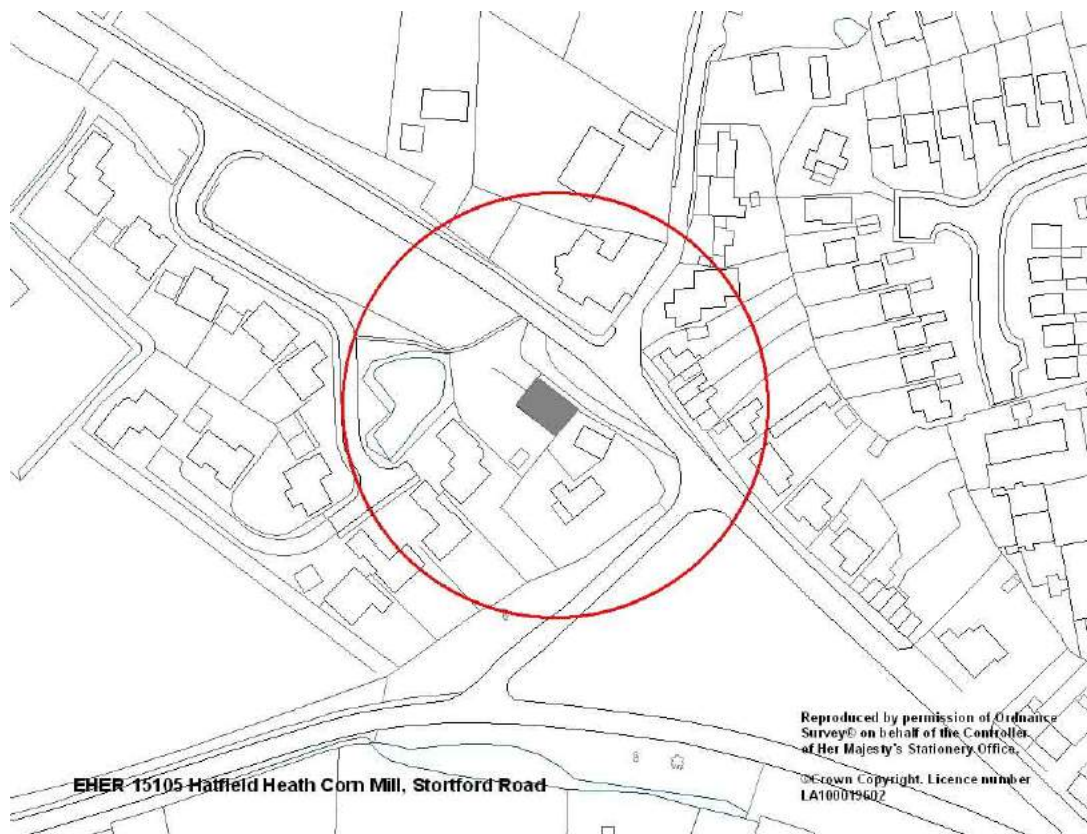 Reproduced by permission of Ordnance
Survey® on behalf of the Controller
of Her Majesty's Stationery Office.
©Crown Copyright. Licence number
LA100019602
EHER 15105 Hatfield Heath Corn Mill, Stortford Road